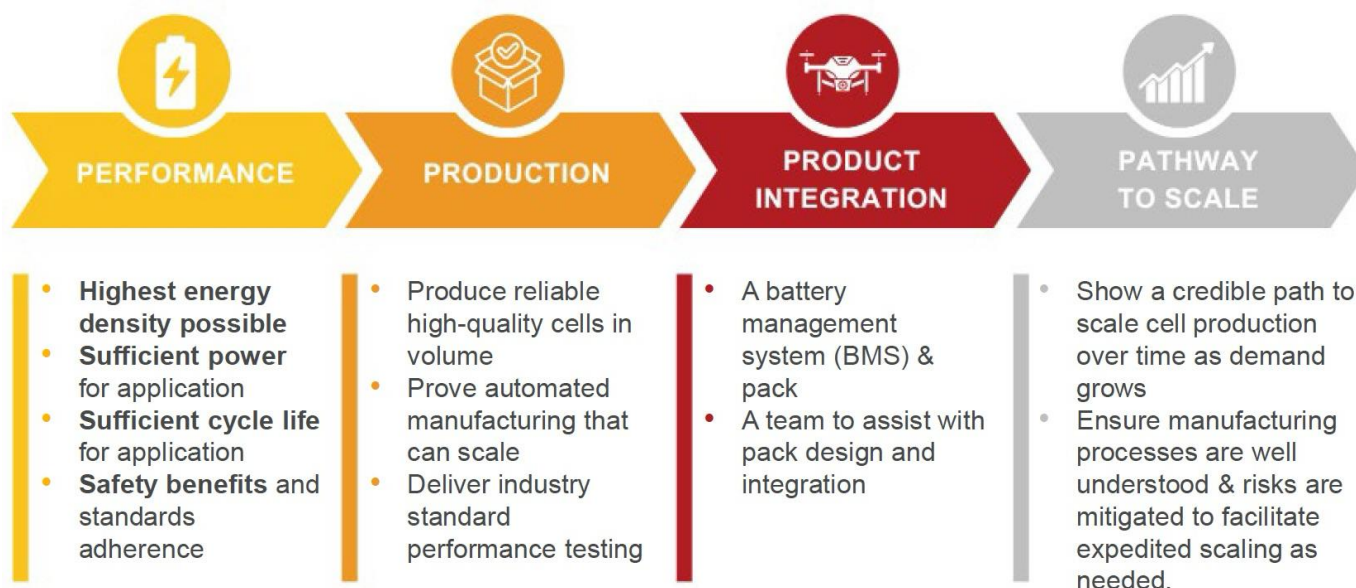 PERFORMANCE
PRODUCTION
PRODUCT
INTEGRATION
PATHWAY
TO SCALE
• Highest energy
density possible
• Sufficient power
for application
• Sufficient cycle life
for application
• Safety benefits and
standards
adherence
• Produce reliable
high-quality cells in
volume
• Prove automated
manufacturing that
can scale
• Deliver industry
standard
performance testing
• A battery
management
system (BMS) &
pack
• A team to assist with
pack design and
integration
• Show a credible path to
scale cell production
over time as demand
grows
• Ensure manufacturing
processes are well
understood & risks are
mitigated to facilitate
expedited scaling as
needed.